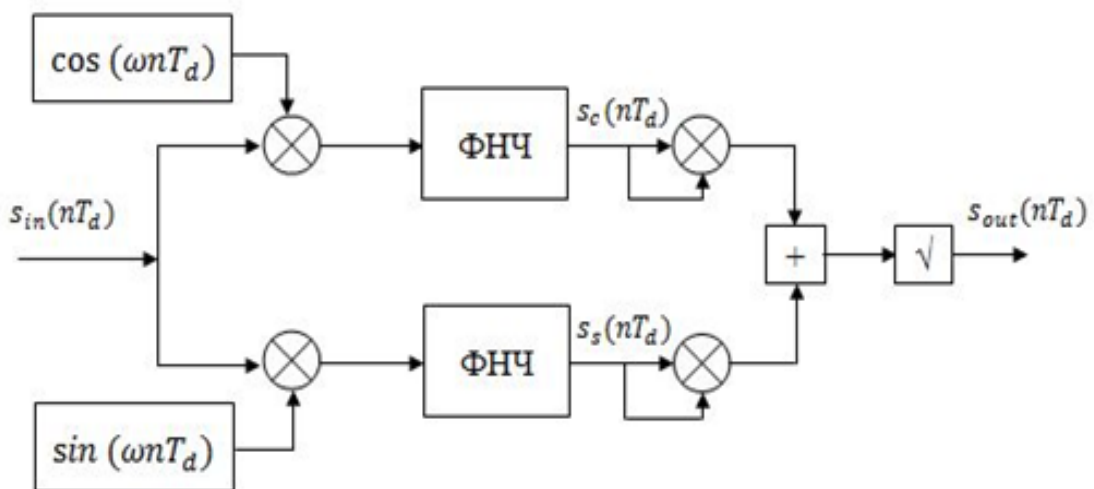 cos (ωnT_d)
s_c(nT_d)
ФНЧ
s_in(nT_d)
s_out(nT_d)
+
√
s_s(nT_d)
ФНЧ
sin (ωnT_d)